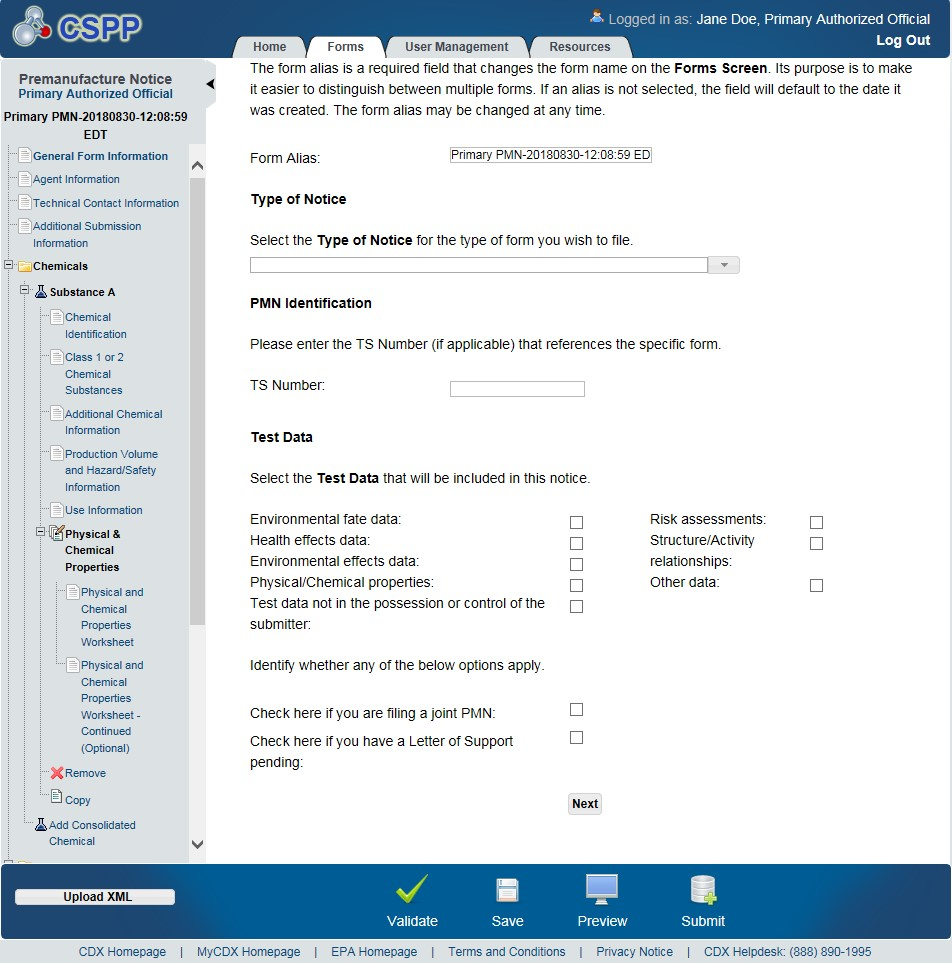 CSPP
Logged in as: Jane Doe, Primary Authorized Official
Log Out
Home
Forms
User Management
Resources
Premanufacture Notice
Primary Authorized Official
Primary PMN-20180830-12:08:59
EDT
General Form Information
Agent Information
Technical Contact Information
Additional Submission
Information
Chemicals
Substance A
Chemical
Identification
Class 1 or 2
Chemical
Substances
Additional Chemical
Information
Production Volume
and Hazard/Safety
Information
Use Information
Physical &
Chemical
Properties
Physical and
Chemical
Properties
Worksheet
Physical and
Chemical
Properties
Worksheet -
Continued
(Optional)
Remove
Copy
Add Consolidated
Chemical
The form alias is a required field that changes the form name on the Forms Screen. Its purpose is to make
it easier to distinguish between multiple forms. If an alias is not selected, the field will default to the date it
was created. The form alias may be changed at any time.
Form Alias:
Primary PMN-20180830-12:08:59 ED
Type of Notice
Select the Type of Notice for the type of form you wish to file.
PMN Identification
Please enter the TS Number (if applicable) that references the specific form.
TS Number:
Test Data
Select the Test Data that will be included in this notice.
Environmental fate data:
Health effects data:
Environmental effects data:
Physical/Chemical properties:
Test data not in the possession or control of the
submitter:
Risk assessments:
Structure/Activity
relationships:
Other data:
Identify whether any of the below options apply.
Check here if you are filing a joint PMN:
Check here if you have a Letter of Support
pending:
Next
Upload XML
Validate
Save
Preview
Submit
CDX Homepage | MyCDX Homepage | EPA Homepage | Terms and Conditions | Privacy Notice | CDX Helpdesk: (888) 890-1995